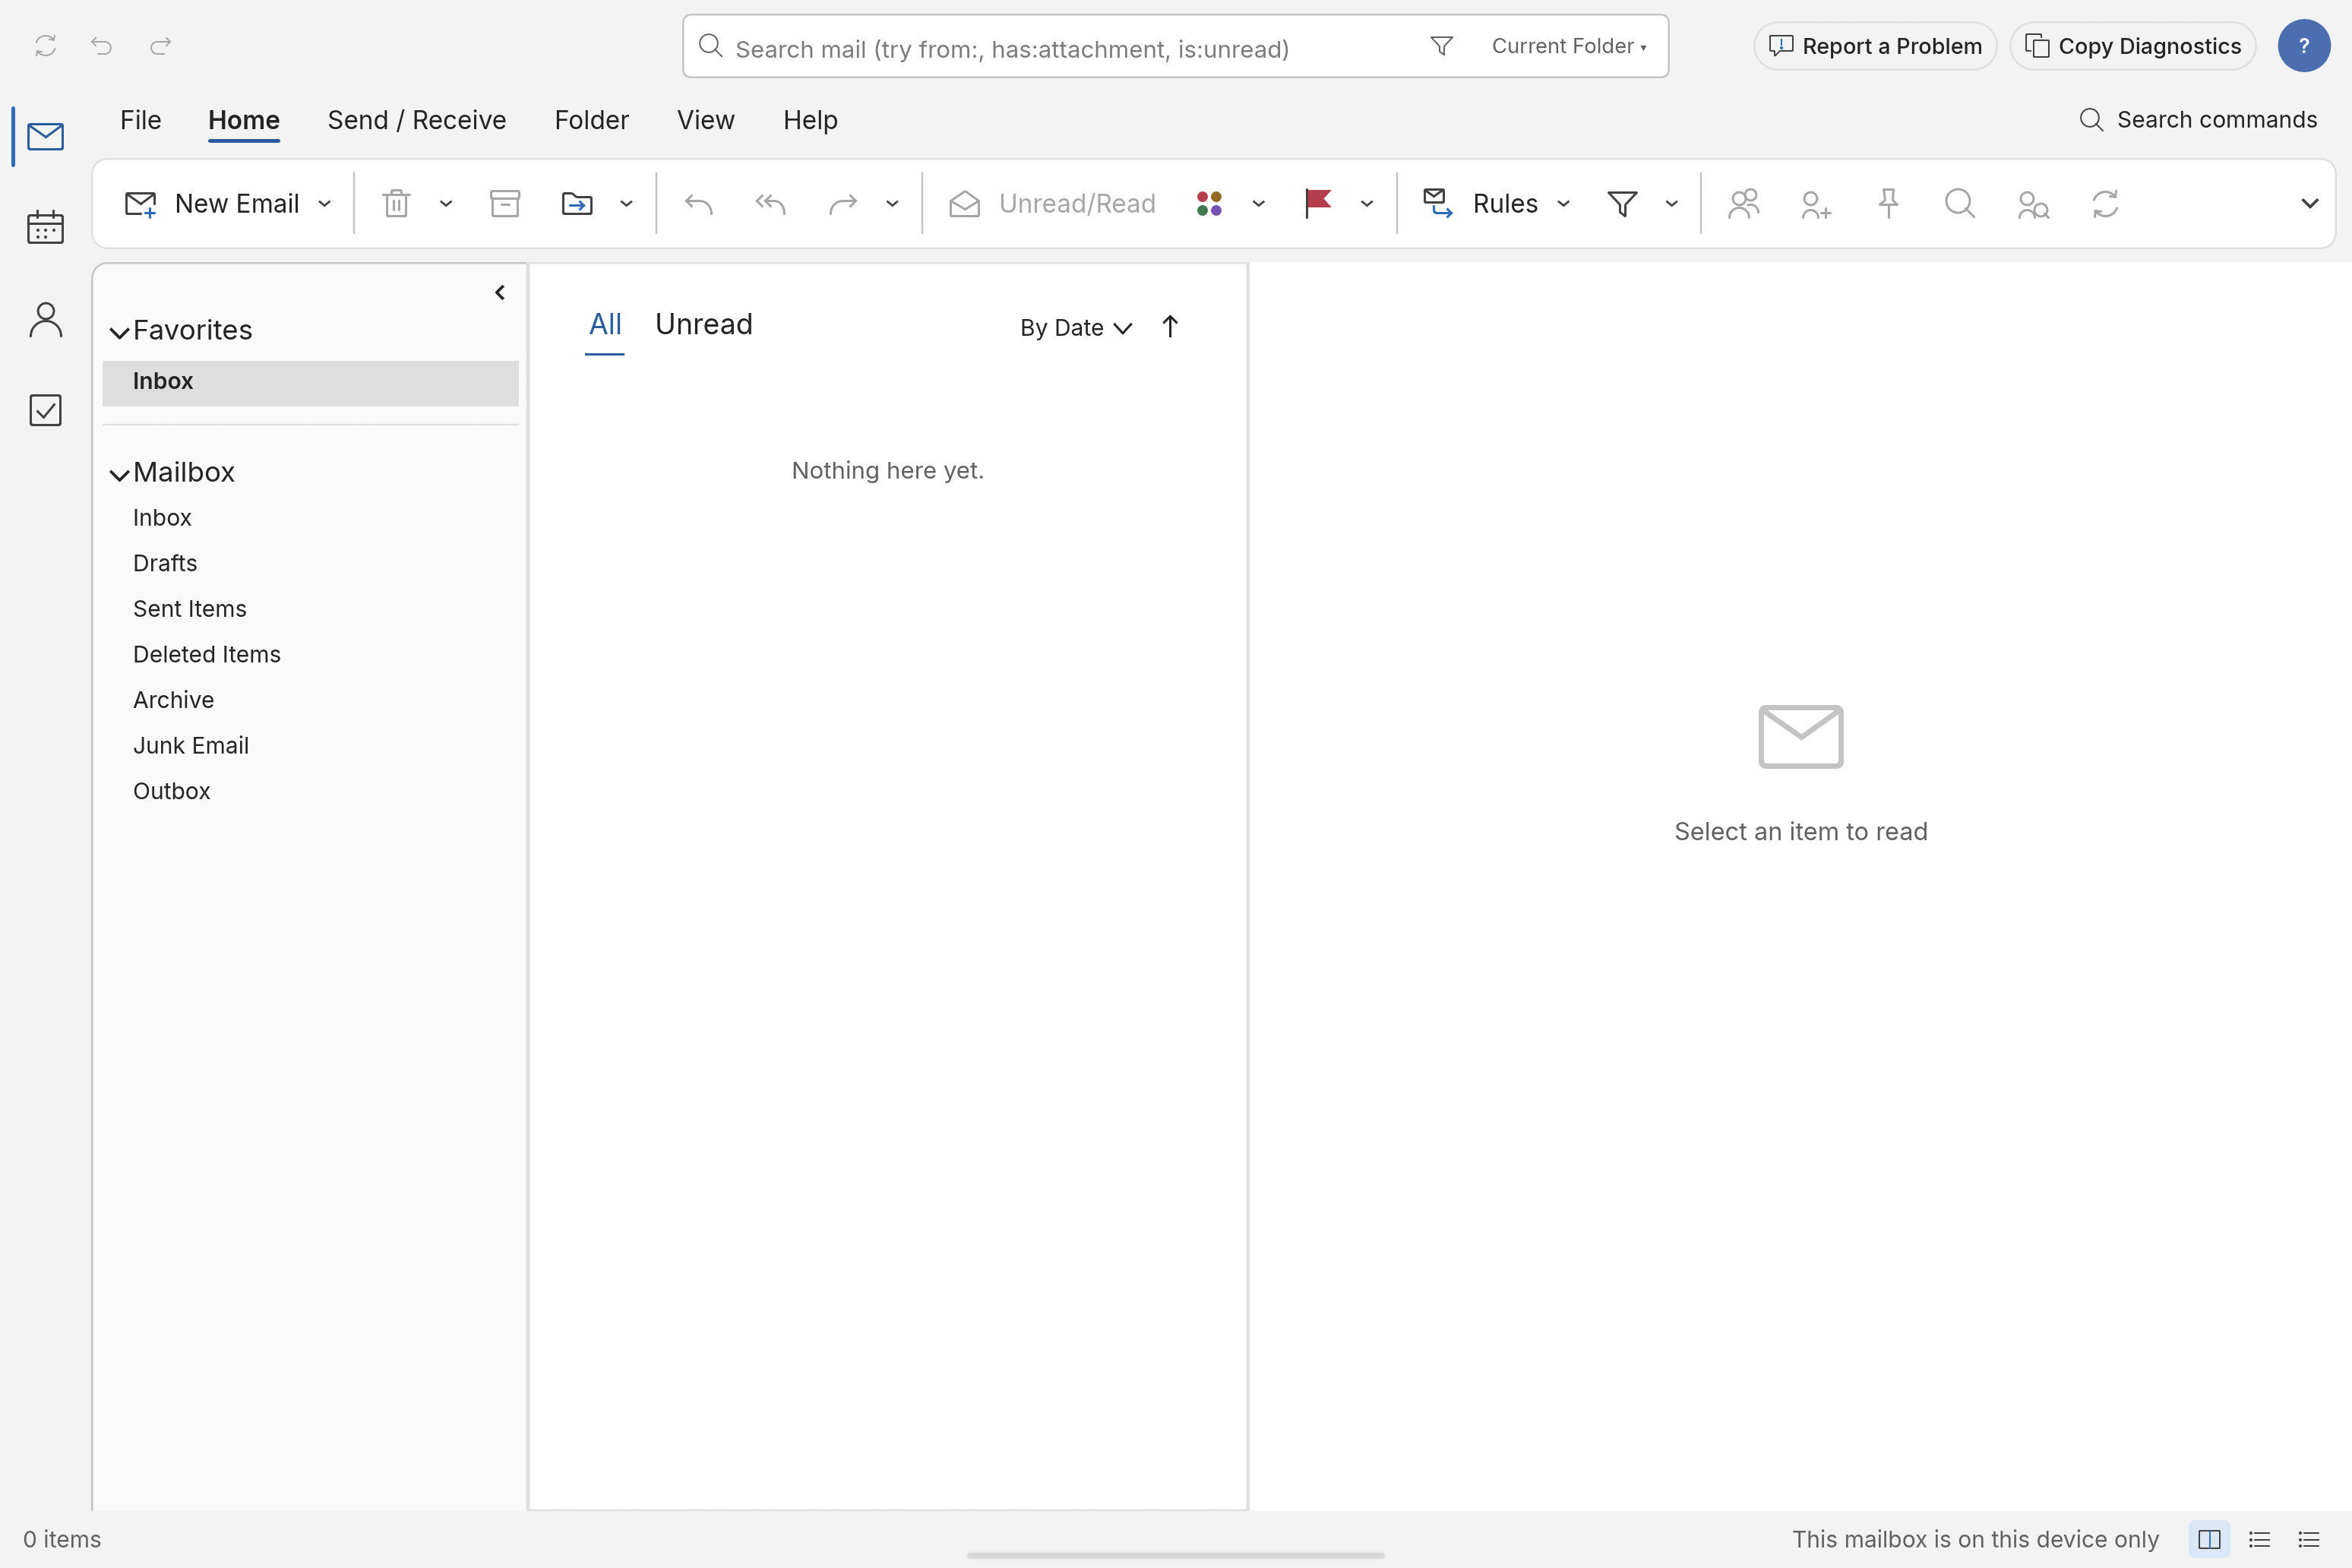 Search mail (try from:, has:attachment, is:unread)
Current Folder
Report a Problem
Copy Diagnostics
?
File
Home
Send / Receive
Folder
View
Help
Search commands
New Email
Unread/Read
Rules
Favorites
Inbox
Mailbox
Inbox
Drafts
Sent Items
Deleted Items
Archive
Junk Email
Outbox
All
Unread
By Date
Nothing here yet.
Select an item to read
0 items
This mailbox is on this device only